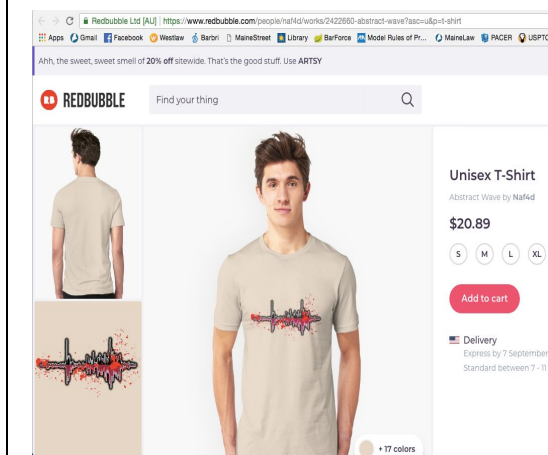 Redbubble Ltd [AU] | https://www.redbubble.com/people/naf4d/works/2422660-abstract-wave?asc=u&p=t-shirt
Apps Gmail Facebook Westlaw Barbri MaineStreet Library BarForce Model Rules of Pr... MaineLaw PACER USPTO
Ahh, the sweet, sweet smell of 20% off sitewide. That's the good stuff. Use ARTSY
REDBUBBLE Find your thing
Unisex T-Shirt
Abstract Wave by Naf4d
$20.89
S M L XL
Add to cart
Delivery
Express by 7 September
Standard between 7 - 11
+ 17 colors